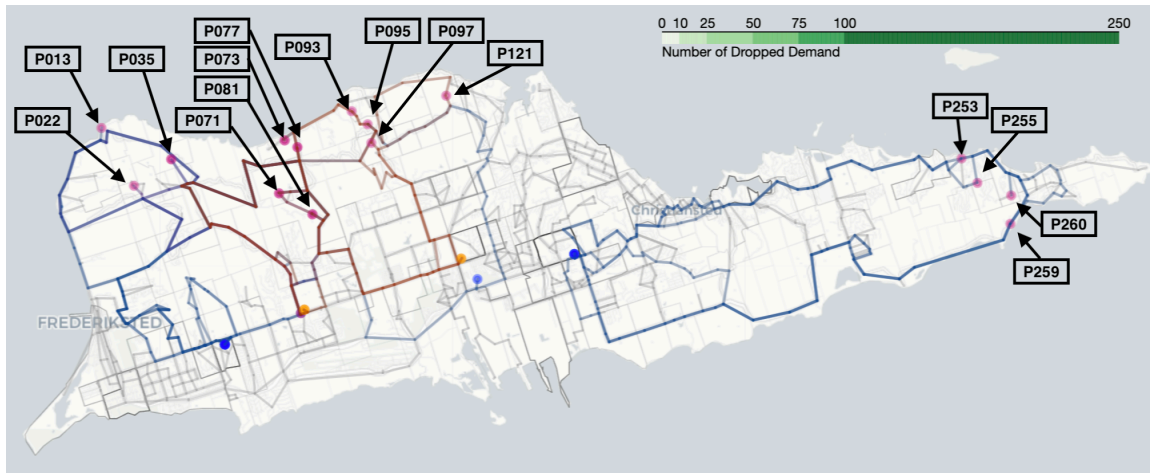 0 10 25 50 75 100 250
Number of Dropped Demand
P077
P093
P095
P097
P013
P035
P073
P121
P081
P022
P071
P253
P255
Christiansted
P260
P259
FREDERIKSTED